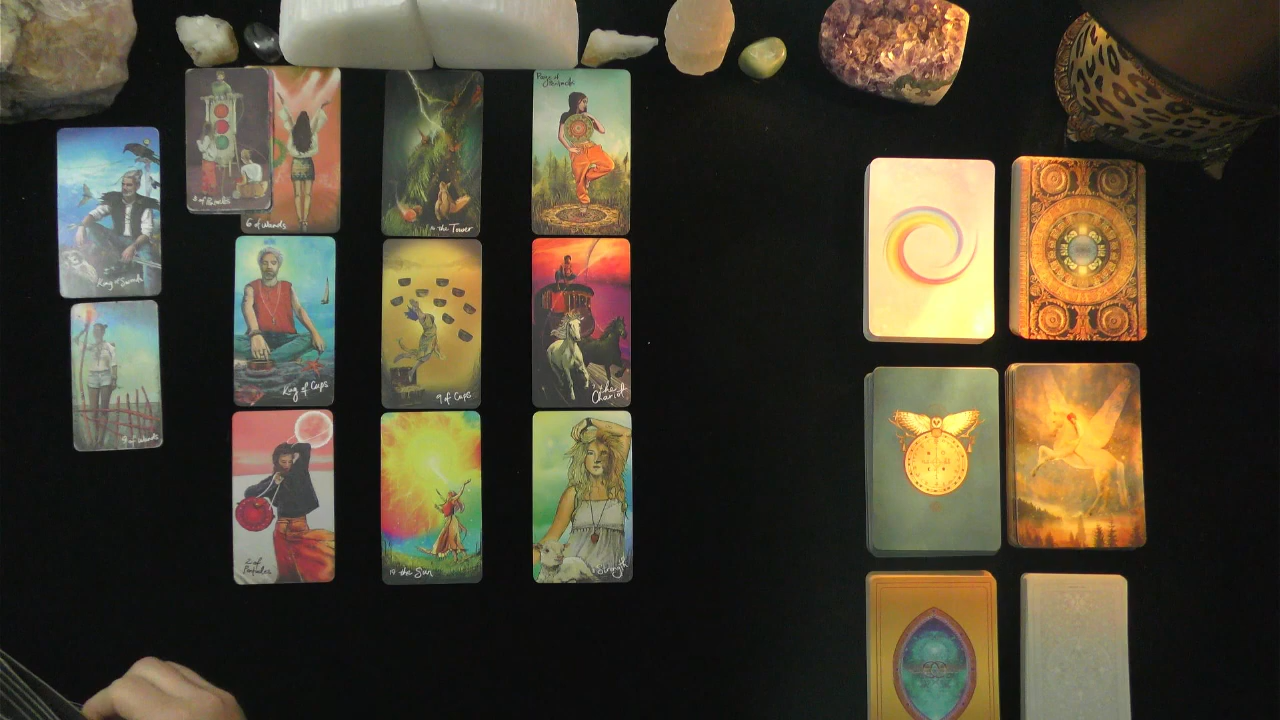 King of Swords
9 of Wands
3 of Pentacles
6 of Wands
King of Cups
2 of
Pentacles
16 the Tower
9 of Cups
19 the Sun
Page of
Pentacles
7 the
Chariot
Strength